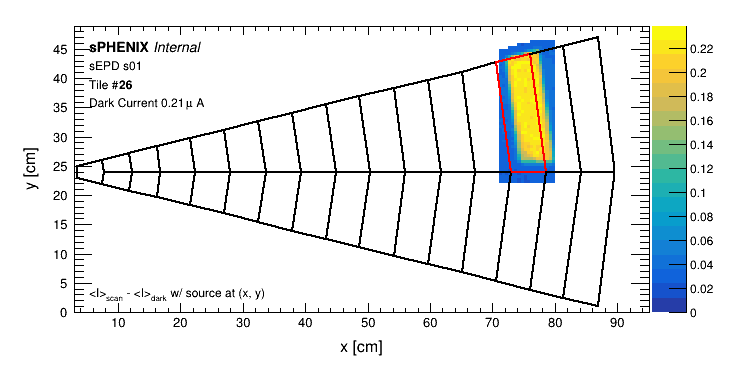 sPHENIX Internal
sEPD s01
Tile #26
Dark Current 0.21 μ A
<I>scan - <I>dark w/ source at (x, y)
y [cm]
45
40
35
30
25
20
15
10
5
0
10 20 30 40 50 60 70 80 90
x [cm]
0.22
0.2
0.18
0.16
0.14
0.12
0.1
0.08
0.06
0.04
0.02
0